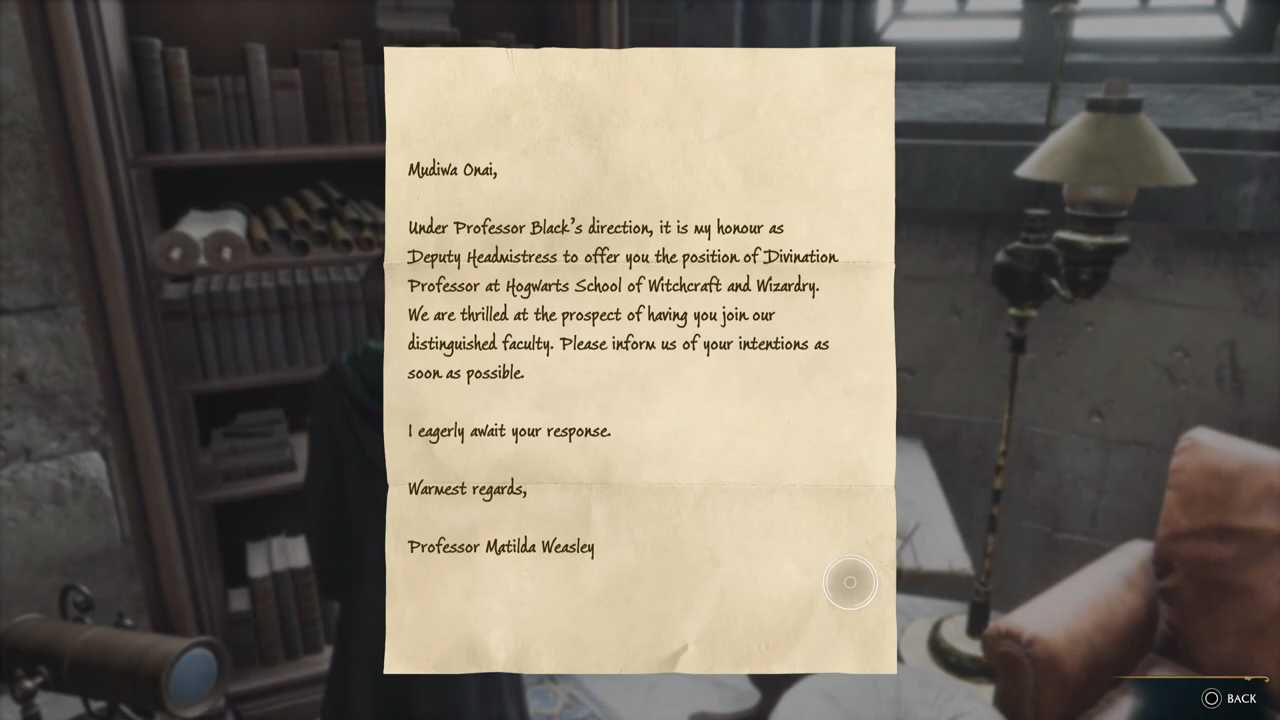 Mudiwa Onai,
Under Professor Black's direction, it is my honour as
Deputy Headmistress to offer you the position of Divination
Professor at Hogwarts School of Witchcraft and Wizardry.
We are thrilled at the prospect of having you join our
distinguished faculty. Please inform us of your intentions as
soon as possible.
I eagerly await your response.
Warmest regards,
Professor Matilda Weasley
BACK